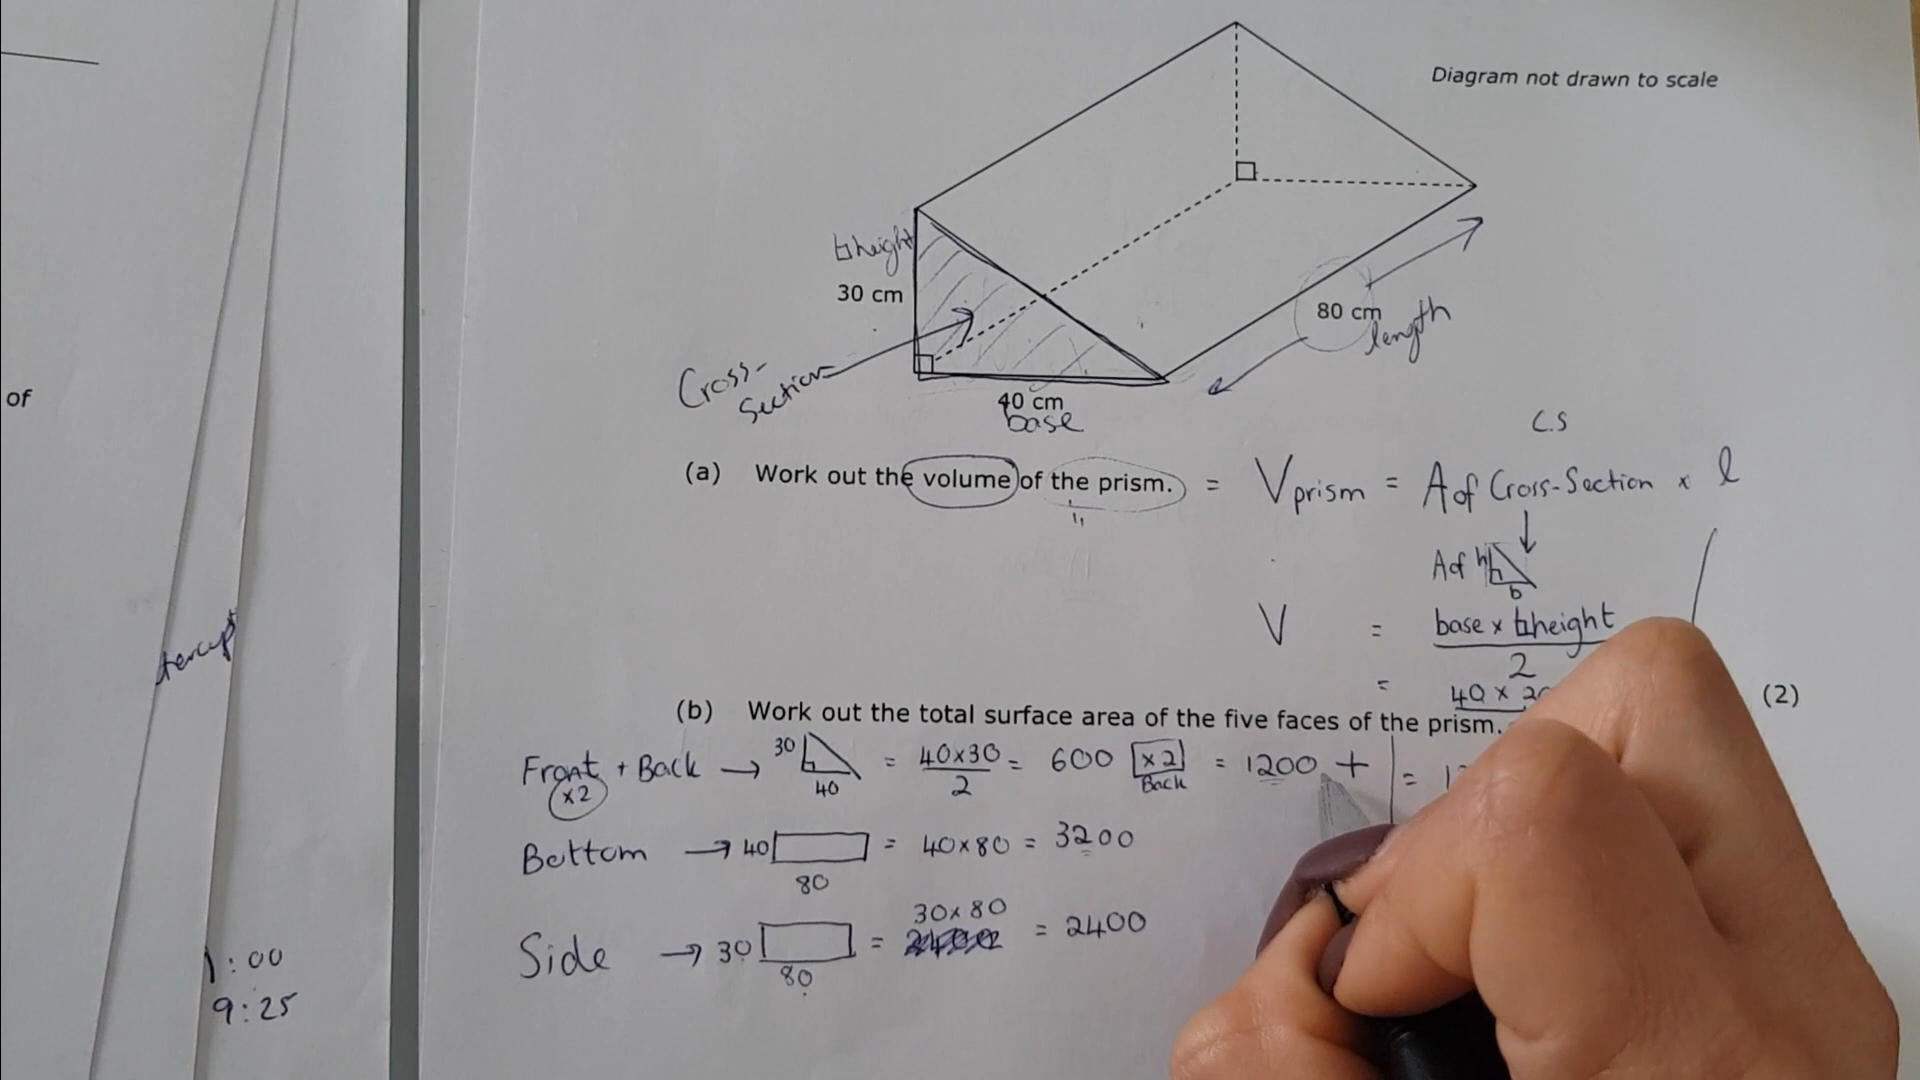 Diagram not drawn to scale
height
30 cm
80 cm
length
Cross-
Section
40 cm
base
of
C.S
(a) Work out the volume of the prism. = Vprism = A of Cross-Section x l
A of h
b
V = base x height
2
= 40 x
(2)
(b) Work out the total surface area of the five faces of the prism.
Front + Back → 30 = 40x30 = 600 x2 = 1200 + =
x2 40 2 Back
Bottom → 40 = 40x80 = 3200
80
30x80
Side → 30 = = 2400
80
:00
9:25